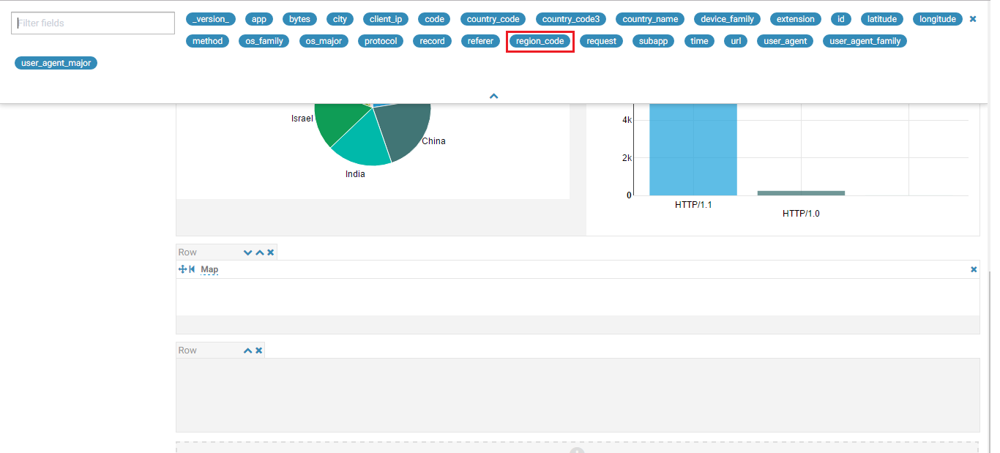 Filter fields
_version_ app bytes city client_ip code country_code country_code3 country_name device_family extension id latitude longitude
method os_family os_major protocol record referer region_code request subapp time url user_agent user_agent_family
user_agent_major
Israel
China
India
4k
2k
0
HTTP/1.1
HTTP/1.0
Row
Map
Row